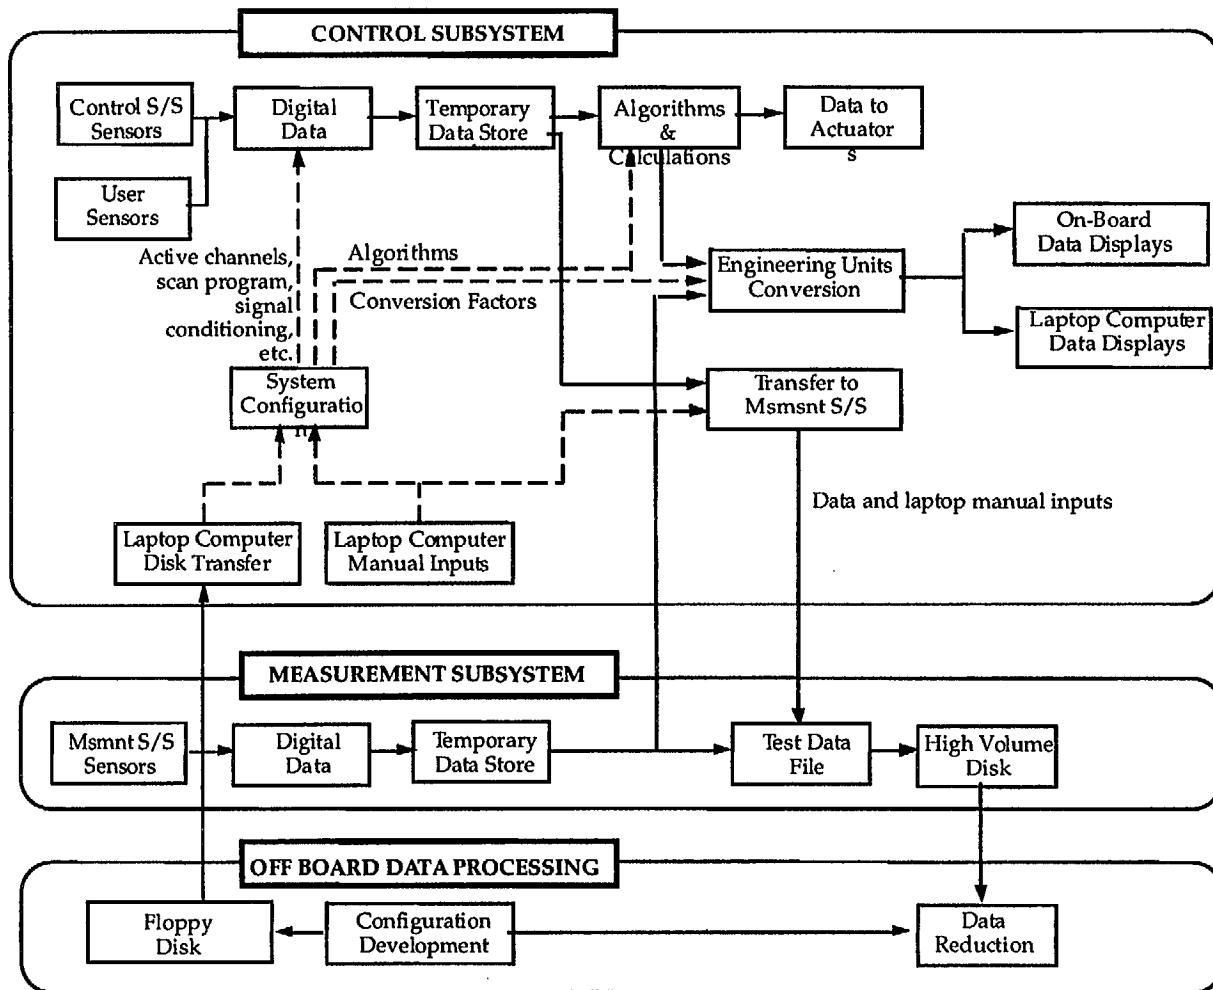 CONTROL SUBSYSTEM
Control S/S
Sensors
Digital
Data
Temporary
Data Store
Algorithms
&
Calculations
Data to
Actuator
s
User
Sensors
Active channels,
scan program,
signal
conditioning,
etc.
Algorithms
Conversion Factors
Engineering Units
Conversion
On-Board
Data Displays
Laptop Computer
Data Displays
System
Configuratio
n
Transfer to
Msmsnt S/S
Data and laptop manual inputs
Laptop Computer
Disk Transfer
Laptop Computer
Manual Inputs
MEASUREMENT SUBSYSTEM
Msmnt S/S
Sensors
Digital
Data
Temporary
Data Store
Test Data
File
High Volume
Disk
OFF BOARD DATA PROCESSING
Floppy
Disk
Configuration
Development
Data
Reduction